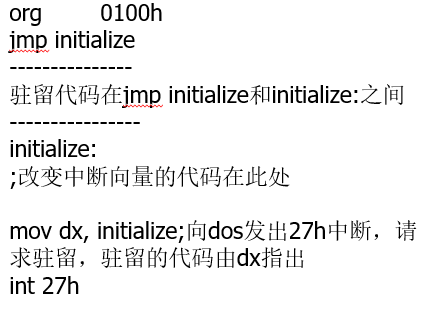 org        0100h
jmp initialize
---------------
驻留代码在jmp initialize和initialize:之间
----------------
initialize:
;改变中断向量的代码在此处

mov dx, initialize;向dos发出27h中断，请
求驻留，驻留的代码由dx指出
int 27h